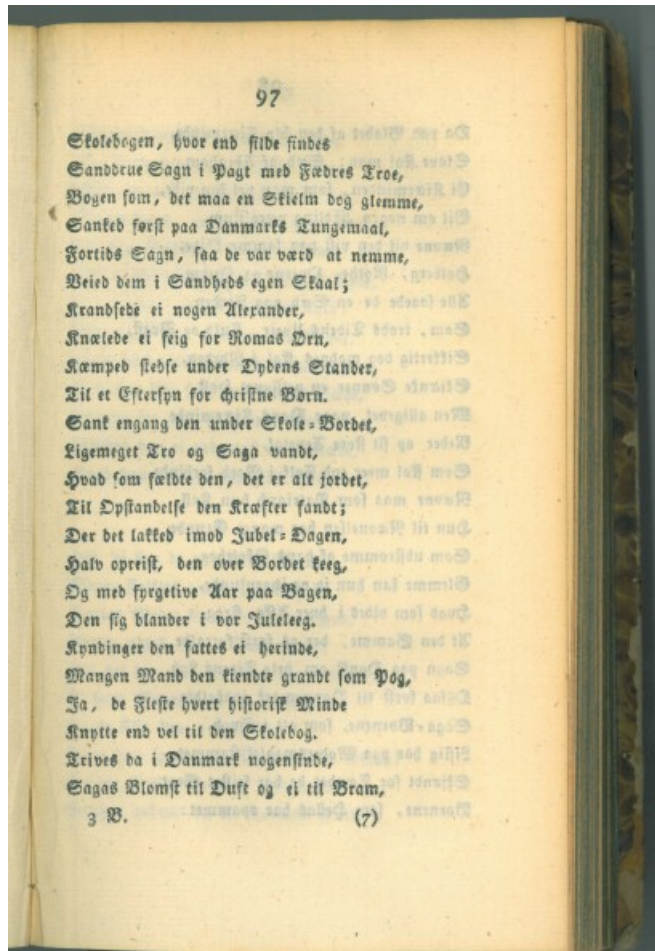 97
Skolebogen, hvor end silde findes
Sanddrue Sagn i Pagt med Fædres Troe,
Bogen som, det maa en Skielm dog glemme,
Sanked først paa Danmarks Tungemaal,
Fortids Sagn, saa de var værd at nemme,
Veied dem i Sandheds egen Skaal;
Krandsede ei nogen Alexander,
Knælede ei feig for Romas Ørn,
Kæmped stedse under Dydens Stander,
Til et Eftersyn for christne Børn.
Sank engang den under Skole-Bordet,
Ligemeget Tro og Saga vandt,
Hvad som fældte den, det er alt jordet,
Til Opstandelse den Kræfter fandt;
Der det lakked imod Jubel-Dagen,
Halv opreist, den over Bordet keeg,
Og med fyrgetive Aar paa Bagen,
Den sig blander i vor Juleleeg.
Kyndinger den fattes ei herinde,
Mangen Mand den kiendte grandt som Pog,
Ja, de Fleste hvert historisk Minde
Knytte end vel til den Skolebog.
Trives da i Danmark nogensinde,
Sagas Blomst til Duft og ei til Bram,
3 B. (7)